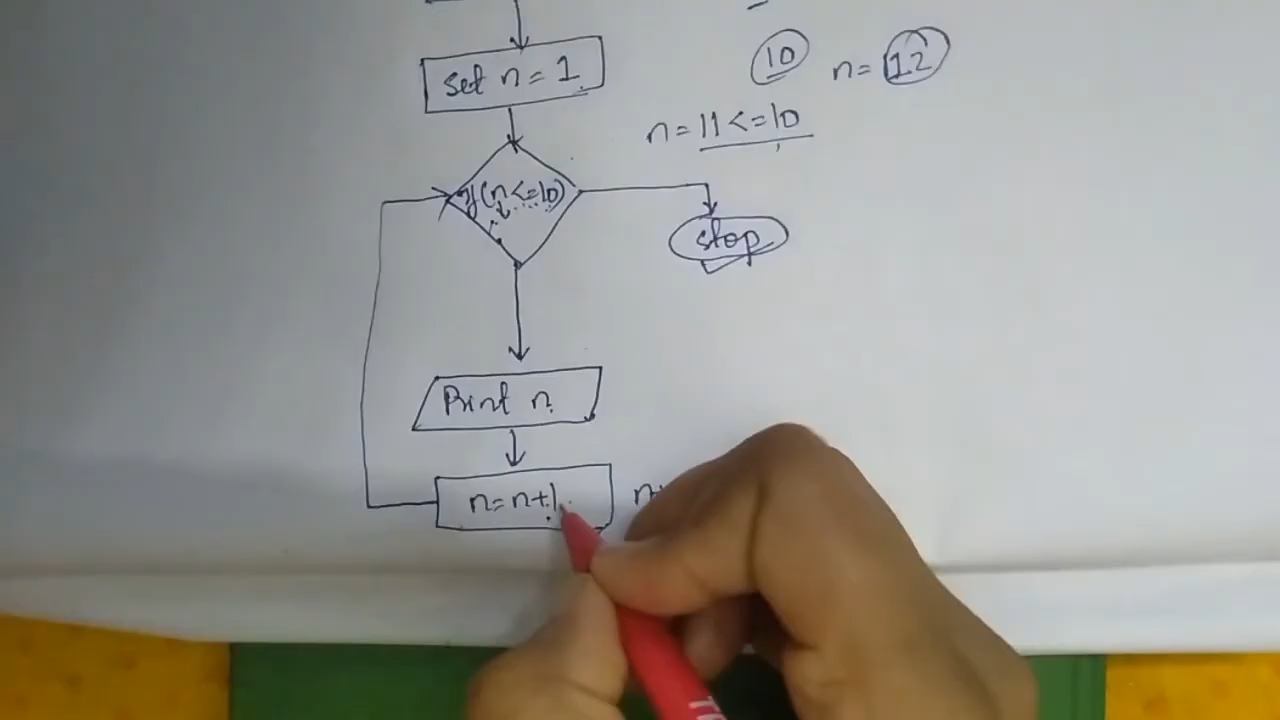 10
n = 12
Set n = 1
n = 11 <= 10
if (n <= 10)
stop
Print n
n = n + 1